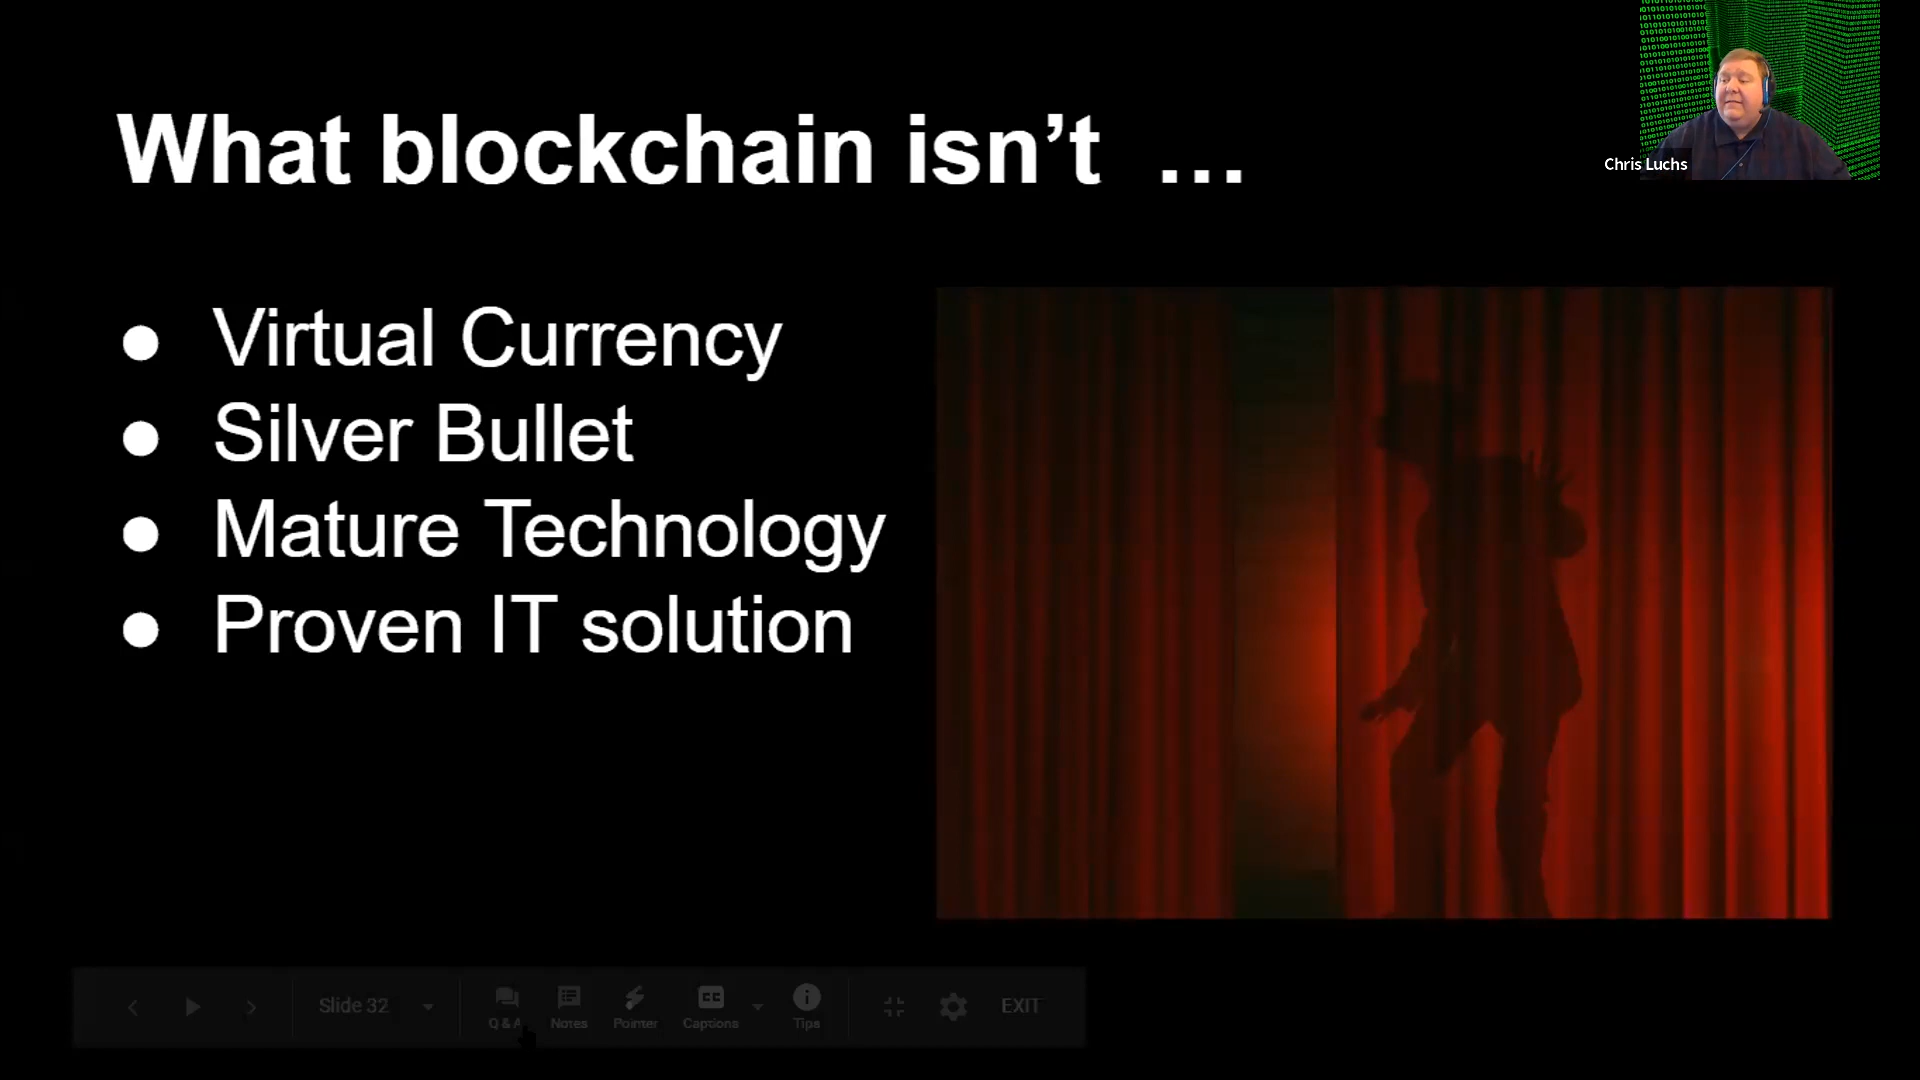 What blockchain isn’t …
Chris Luchs
● Virtual Currency
● Silver Bullet
● Mature Technology
● Proven IT solution
Slide 32
Q & A
Notes
Pointer
CC
Captions
Tips
EXIT